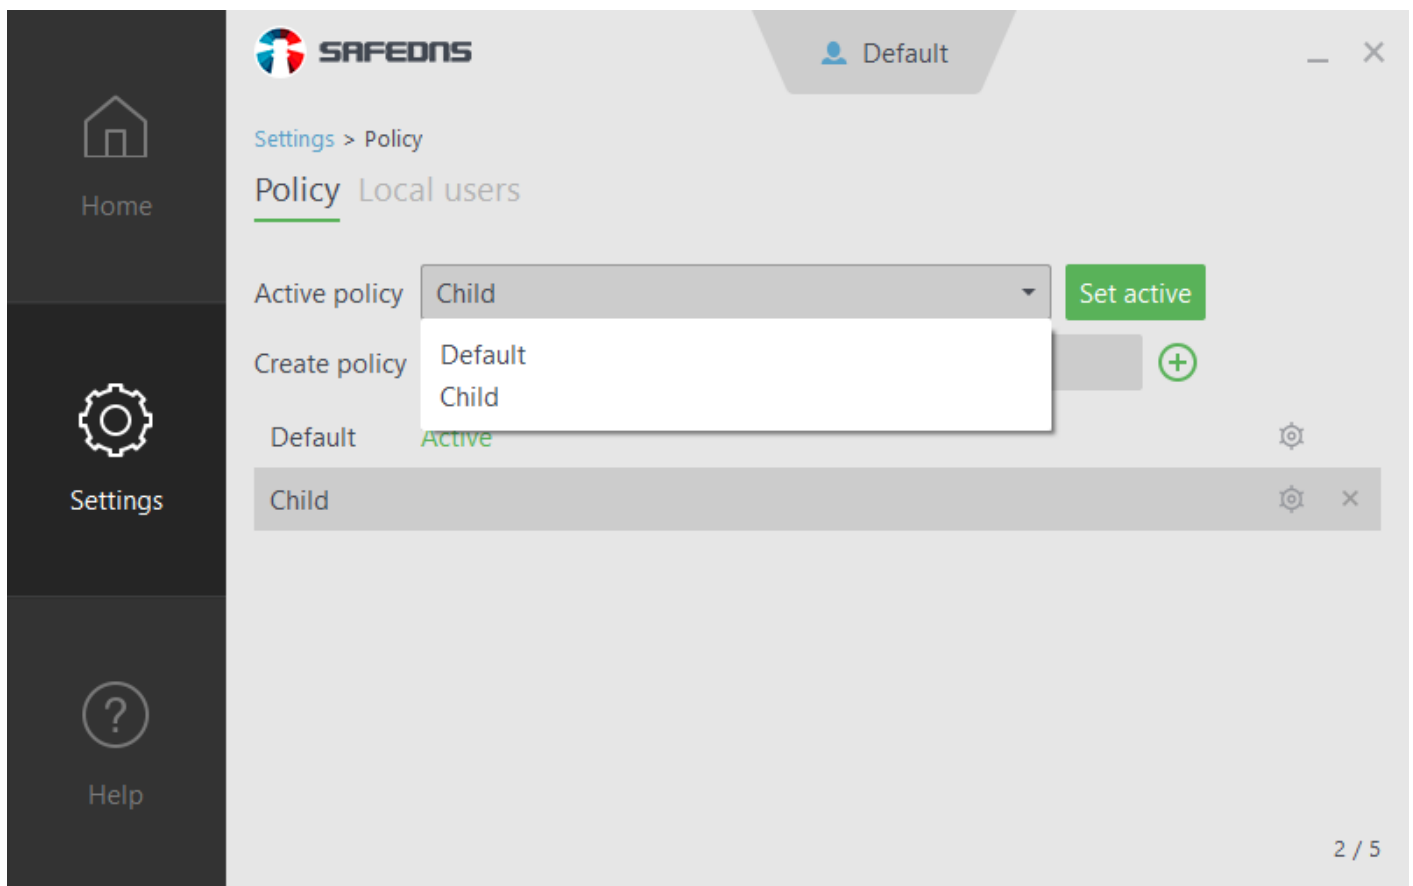 SAFEDNS
Default
Settings > Policy
Policy Local users
Active policy Child Set active
Create policy
Default
Child
Default Active
Child
Home
Settings
Help
2 / 5